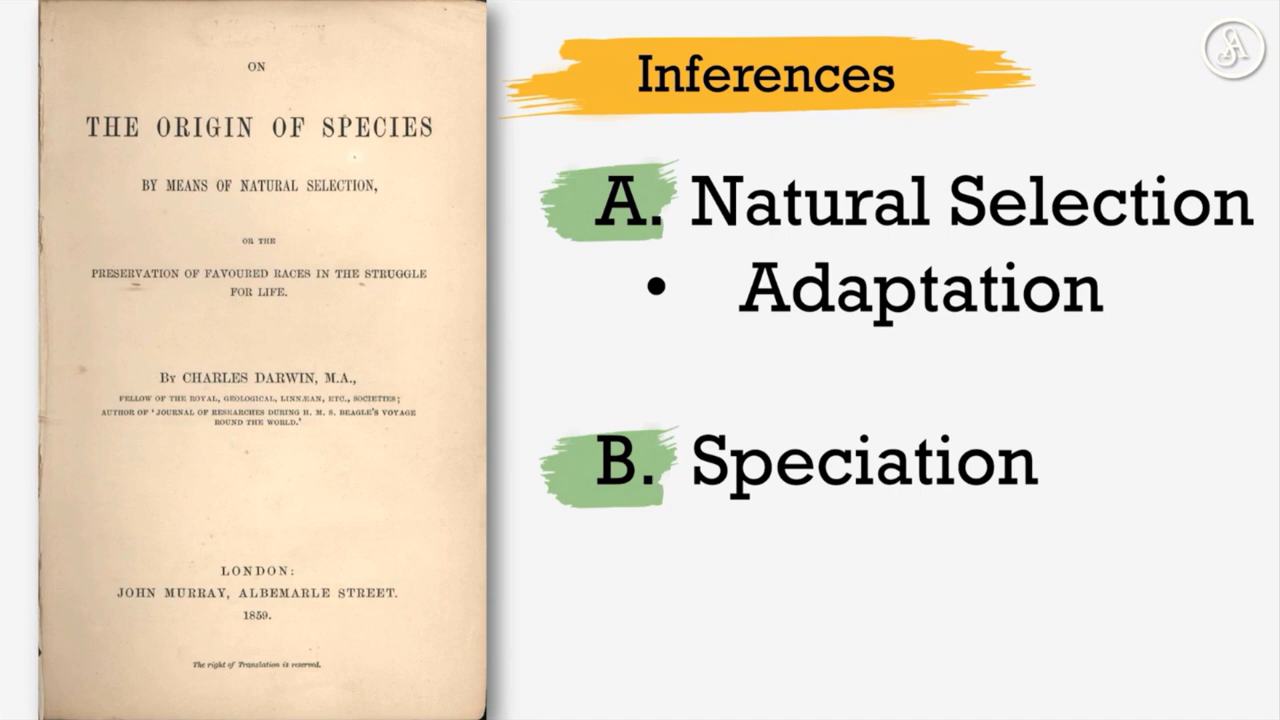 ON
THE ORIGIN OF SPECIES
BY MEANS OF NATURAL SELECTION,
OR THE
PRESERVATION OF FAVOURED RACES IN THE STRUGGLE
FOR LIFE.
By CHARLES DARWIN, M.A.,
FELLOW OF THE ROYAL, GEOLOGICAL, LINNÆAN, ETC., SOCIETIES;
AUTHOR OF 'JOURNAL OF RESEARCHES DURING H. M. S. BEAGLE'S VOYAGE
ROUND THE WORLD.'
LONDON:
JOHN MURRAY, ALBEMARLE STREET.
1859.
The right of Translation is reserved.
Inferences
A. Natural Selection
• Adaptation
B. Speciation